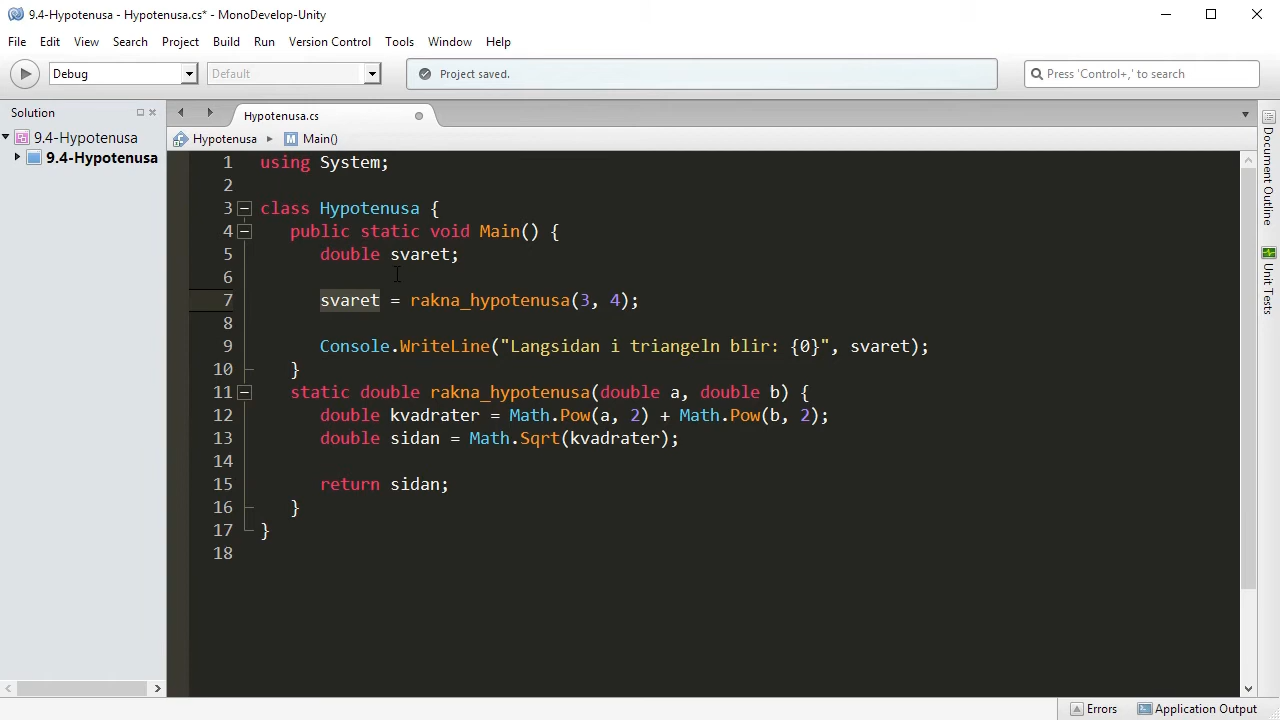 9.4-Hypotenusa - Hypotenusa.cs* - MonoDevelop-Unity
File Edit View Search Project Build Run Version Control Tools Window Help
Debug Default Project saved. Press 'Control+,' to search
Solution
Hypotenusa.cs
9.4-Hypotenusa
9.4-Hypotenusa
Hypotenusa M Main()
1 using System;
2
3 class Hypotenusa {
4 public static void Main() {
5 double svaret;
6
7 svaret = rakna_hypotenusa(3, 4);
8
9 Console.WriteLine("Langsidan i triangeln blir: {0}", svaret);
10 }
11 static double rakna_hypotenusa(double a, double b) {
12 double kvadrater = Math.Pow(a, 2) + Math.Pow(b, 2);
13 double sidan = Math.Sqrt(kvadrater);
14
15 return sidan;
16 }
17 }
18
Document Outline
Unit Tests
Errors Application Output